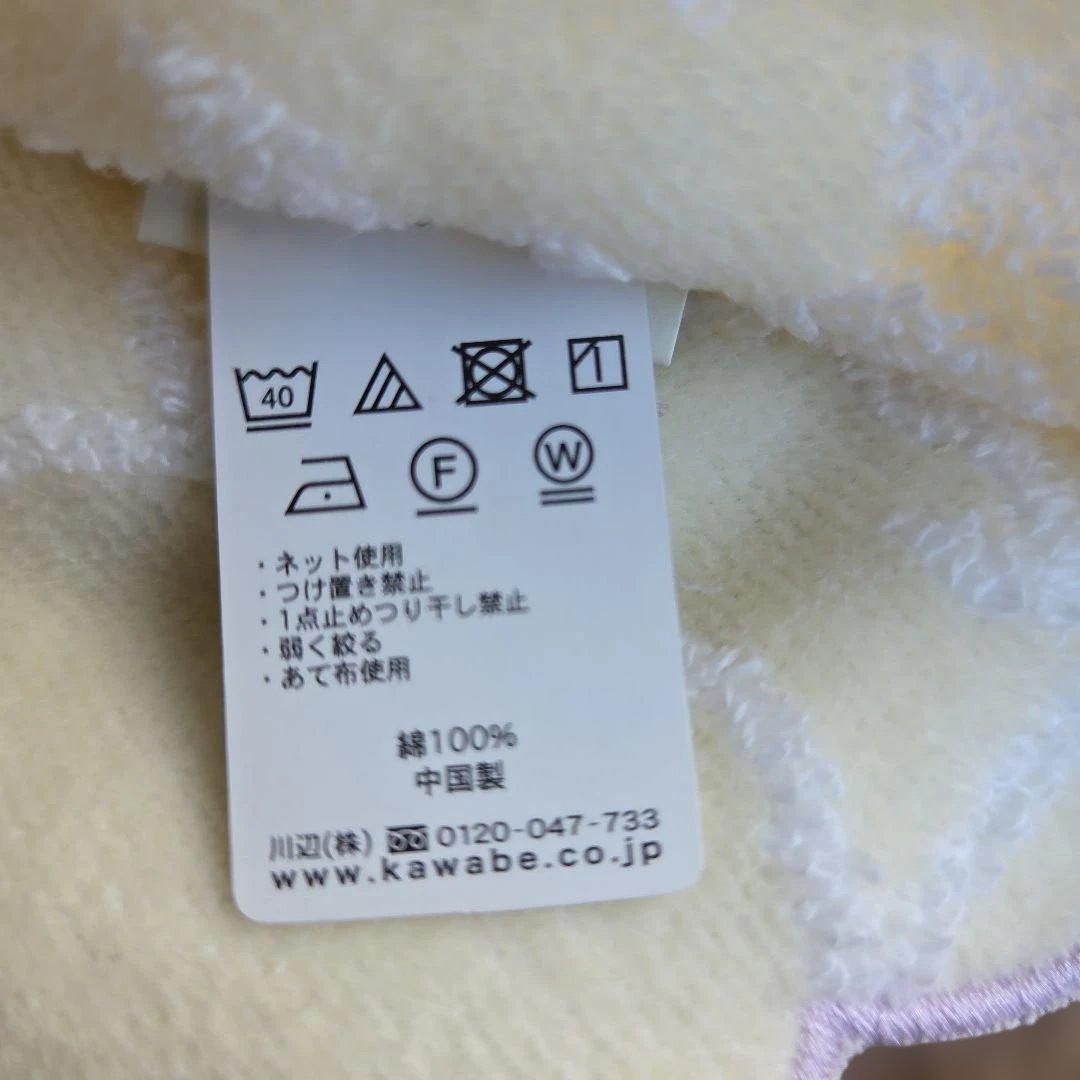 40
F W
・ネット使用
・つけ置き禁止
・1点止めつり干し禁止
・弱く絞る
・あて布使用
綿100%
中国製
川辺(株) 0120-047-733
www.kawabe.co.jp